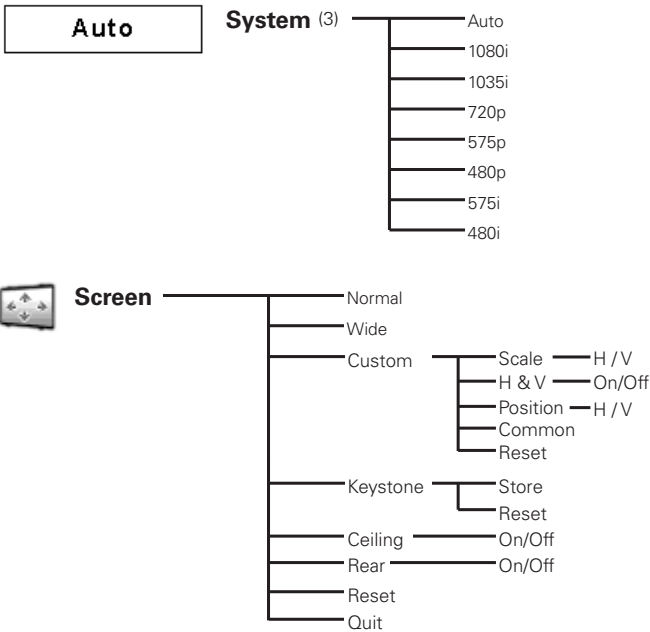 Auto System (3) Auto
1080i
1035i
720p
575p
480p
575i
480i
Screen Normal
Wide
Custom Scale H / V
H & V On/Off
Position H / V
Common
Reset
Keystone Store
Reset
Ceiling On/Off
Rear On/Off
Reset
Quit